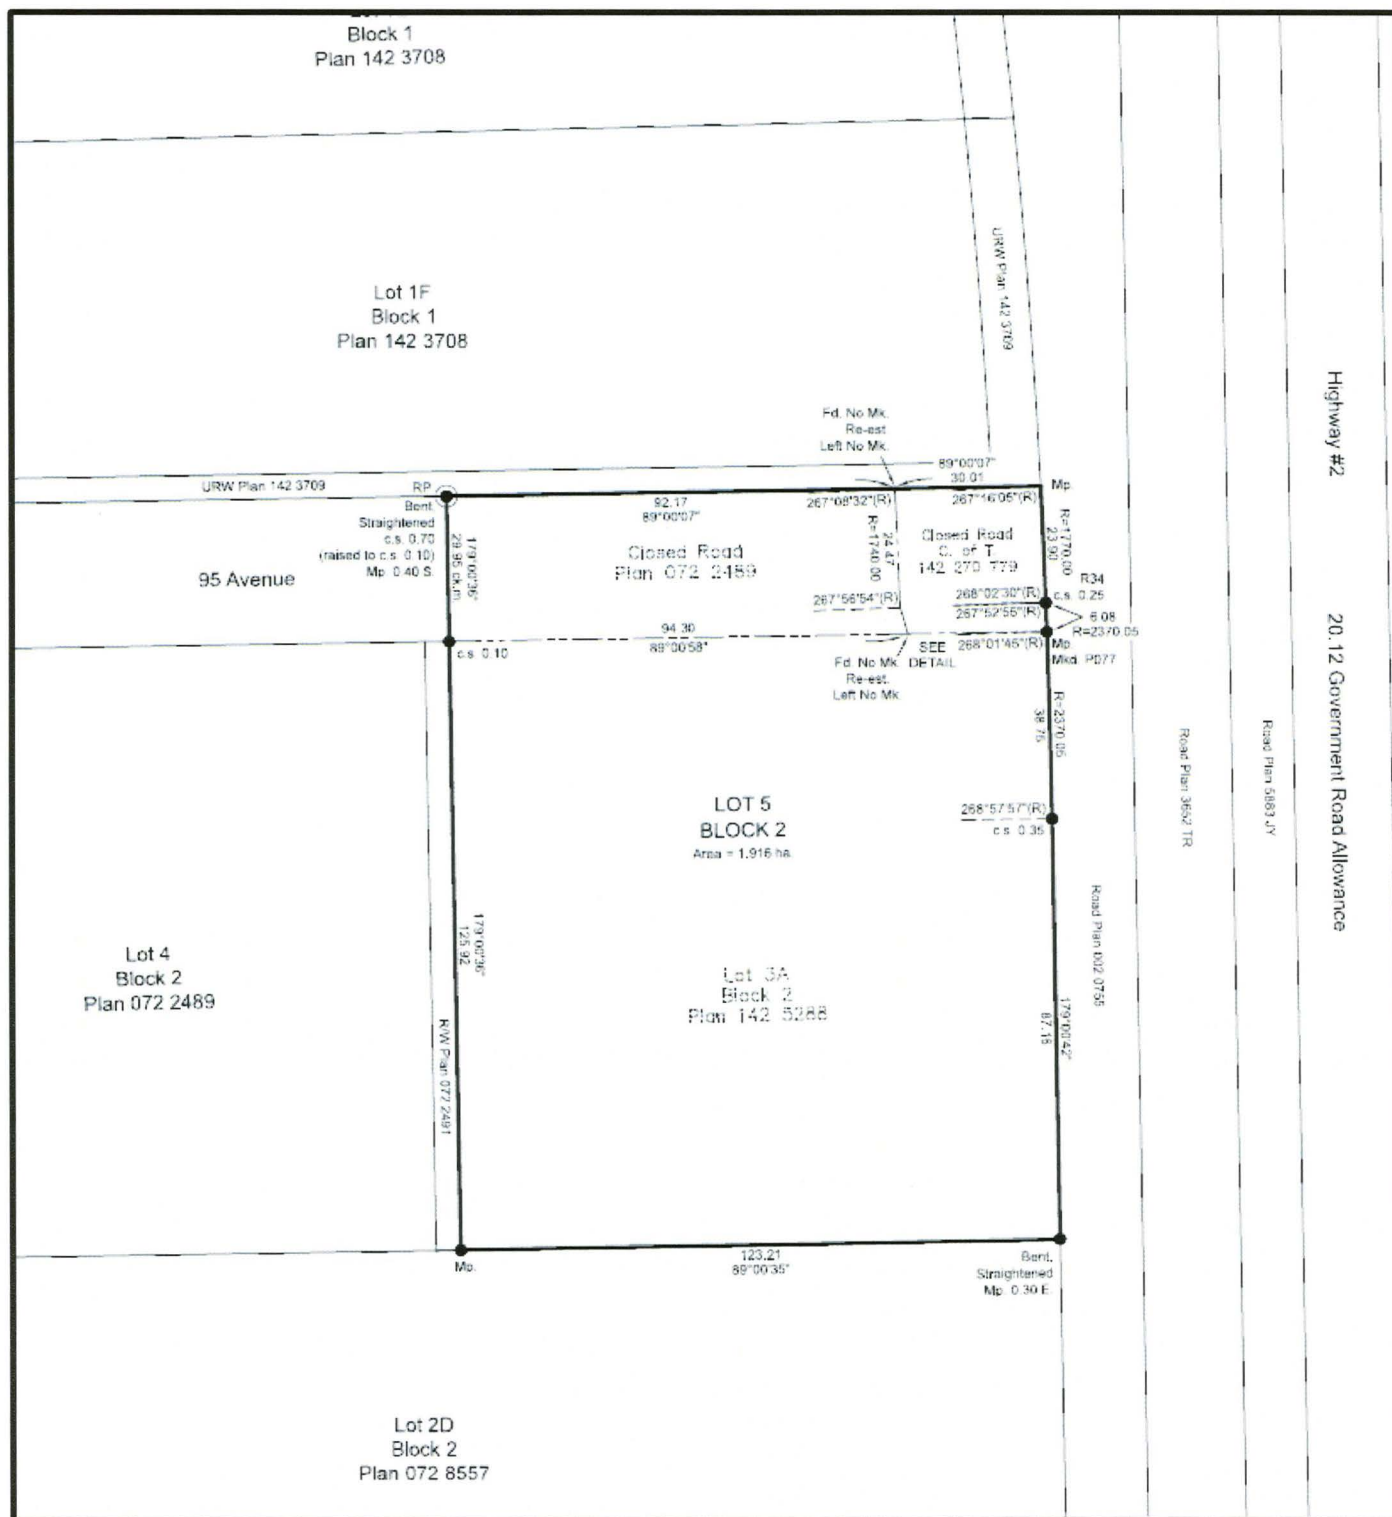 Block 1
Plan 142 3708
URW Plan 142 3709
Lot 1F
Block 1
Plan 142 3708
Highway #2
20.12 Government Road Allowance
Fd. No Mk.
Re-est
Left No Mk.
89°00'07"
30.01
URW Plan 142 3709
RP
Mp.
92.17
89°00'07"
267°08'32"(R)
267°16'05"(R)
Bent
Straightened
c.s. 0.70
(raised to c.s. 0.10)
Mp. 0.40 S.
179°00'36"
29.95 ck.m
R=1740.00
24.47
R=1770.00
23.90
Closed Road
Plan 072 2489
Closed Road
C. of T.
142 270 779
95 Avenue
R34
c.s. 0.25
267°56'54"(R)
268°02'30"(R)
267°52'55"(R)
6.08
R=2370.05
94.30
89°00'58"
c.s. 0.10
SEE
DETAIL
268°01'45"(R)
Mp.
Mkd. P077
Fd. No Mk.
Re-est.
Left No Mk.
R=2370.05
38.75
Road Plan 3652 TR
Road Plan 5883 JY
LOT 5
BLOCK 2
Area = 1.916 ha.
268°57'57"(R)
c.s. 0.35
Road Plan 002 0755
179°00'36"
125.92
Lot 4
Block 2
Plan 072 2489
Lot 3A
Block 2
Plan 142 5288
179°00'42"
87.16
R/W Plan 072 2491
Mp.
123.21
89°00'35"
Bent.
Straightened
Mp. 0.30 E.
Lot 2D
Block 2
Plan 072 8557